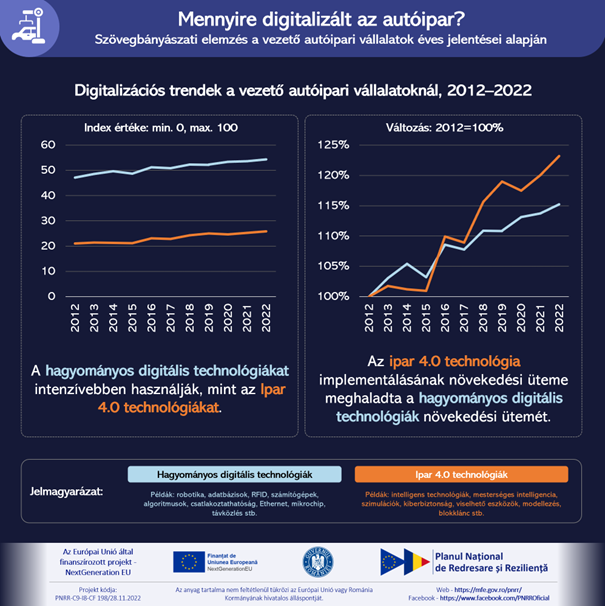 Mennyire digitalizált az autóipar?
Szövegbányászati elemzés a vezető autóipari vállalatok éves jelentései alapján
Digitalizációs trendek a vezető autóipari vállalatoknál, 2012–2022
Index értéke: min. 0, max. 100
60
50
40
30
20
10
0
2012
2013
2014
2015
2016
2017
2018
2019
2020
2021
2022
A hagyományos digitális technológiákat
intenzívebben használják, mint az Ipar
4.0 technológiákat.
Változás: 2012=100%
125%
120%
115%
110%
105%
100%
2012
2013
2014
2015
2016
2017
2018
2019
2020
2021
2022
Az ipar 4.0 technológia
implementálásának növekedési üteme
meghaladta a hagyományos digitális
technológiák növekedési ütemét.
Jelmagyarázat:
Hagyományos digitális technológiák
Példák: robotika, adatbázisok, RFID, számítógépek,
algoritmusok, csatlakoztathatóság, Ethernet, mikrochip,
távközlés stb.
Ipar 4.0 technológiák
Példák: intelligens technológiák, mesterséges intelligencia,
szimulációk, kiberbiztonság, viselhető eszközök, modellezés,
blokklánc stb.
Az Európai Unió által
finanszírozott projekt -
NextGeneration EU
Finanțat de
Uniunea Europeană
NextGenerationEU
Planul Național
de Redresare și Reziliență
Projekt kódja:
PNRR-C9-I8-CF 198/28.11.2022
Az anyag tartalma nem feltétlenül tükrözi az Európai Unió vagy Románia
Kormányának hivatalos álláspontját.
Web - https://mfe.gov.ro/pnrr/
Facebook - https://www.facebook.com/PNRROficial